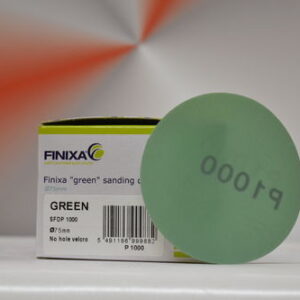 FINIXA
Finixa "green" sanding
Ø75mm
GREEN
SFDP 1000
Ø75mm
No hole velcro
P 1000
P1000